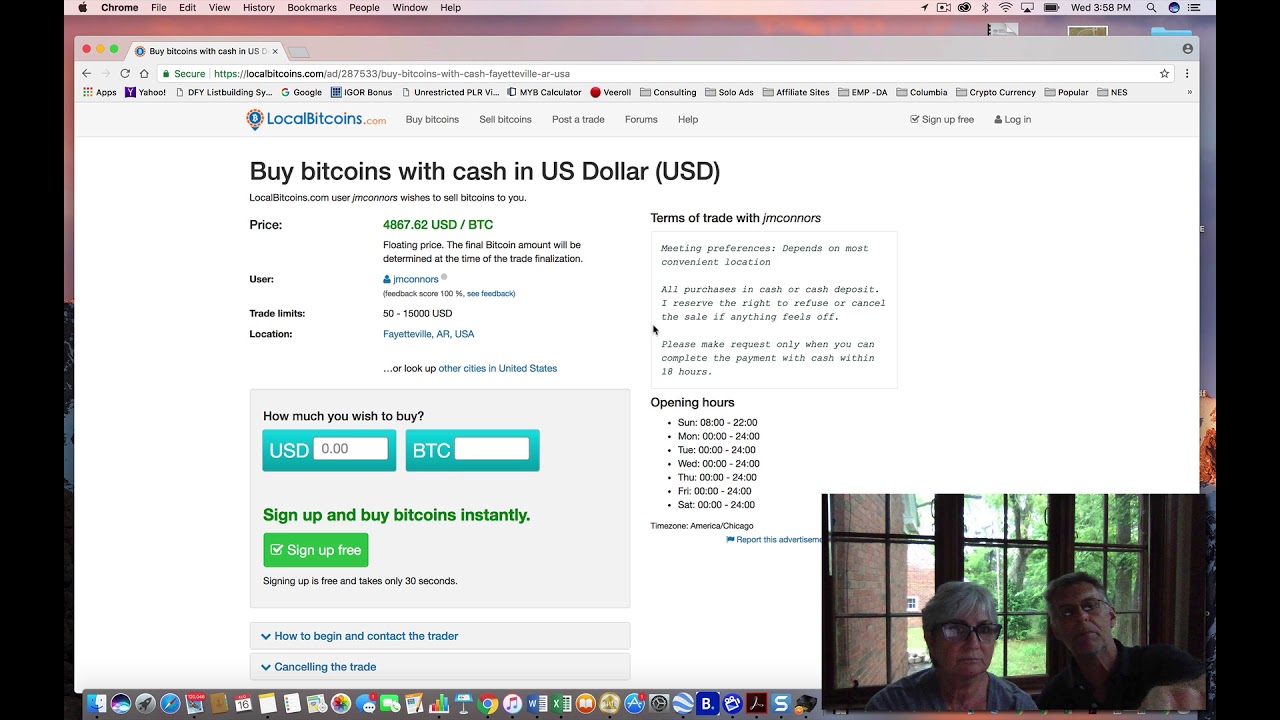 Chrome File Edit View History Bookmarks People Window Help Wed 3:58 PM
Buy bitcoins with cash in US D
Secure https://localbitcoins.com/ad/287533/buy-bitcoins-with-cash-fayetteville-ar-usa
Apps Yahoo! DFY Listbuilding Sy... Google IGOR Bonus Unrestricted PLR Vi... MYB Calculator Veeroll Consulting Solo Ads Affiliate Sites EMP -DA Columbia Crypto Currency Popular NES »
LocalBitcoins.com Buy bitcoins Sell bitcoins Post a trade Forums Help Sign up free Log in
Buy bitcoins with cash in US Dollar (USD)
LocalBitcoins.com user jmconnors wishes to sell bitcoins to you.
Price: 4867.62 USD / BTC
Floating price. The final Bitcoin amount will be
determined at the time of the trade finalization.
User: jmconnors
(feedback score 100 %, see feedback)
Trade limits: 50 - 15000 USD
Location: Fayetteville, AR, USA
...or look up other cities in United States
Terms of trade with jmconnors
Meeting preferences: Depends on most
convenient location
All purchases in cash or cash deposit.
I reserve the right to refuse or cancel
the sale if anything feels off.
Please make request only when you can
complete the payment with cash within
18 hours.
Opening hours
Sun: 08:00 - 22:00
Mon: 00:00 - 24:00
Tue: 00:00 - 24:00
Wed: 00:00 - 24:00
Thu: 00:00 - 24:00
Fri: 00:00 - 24:00
Sat: 00:00 - 24:00
Timezone: America/Chicago
Report this advertiseme
How much you wish to buy?
USD 0.00 BTC
Sign up and buy bitcoins instantly.
Sign up free
Signing up is free and takes only 30 seconds.
How to begin and contact the trader
Cancelling the trade